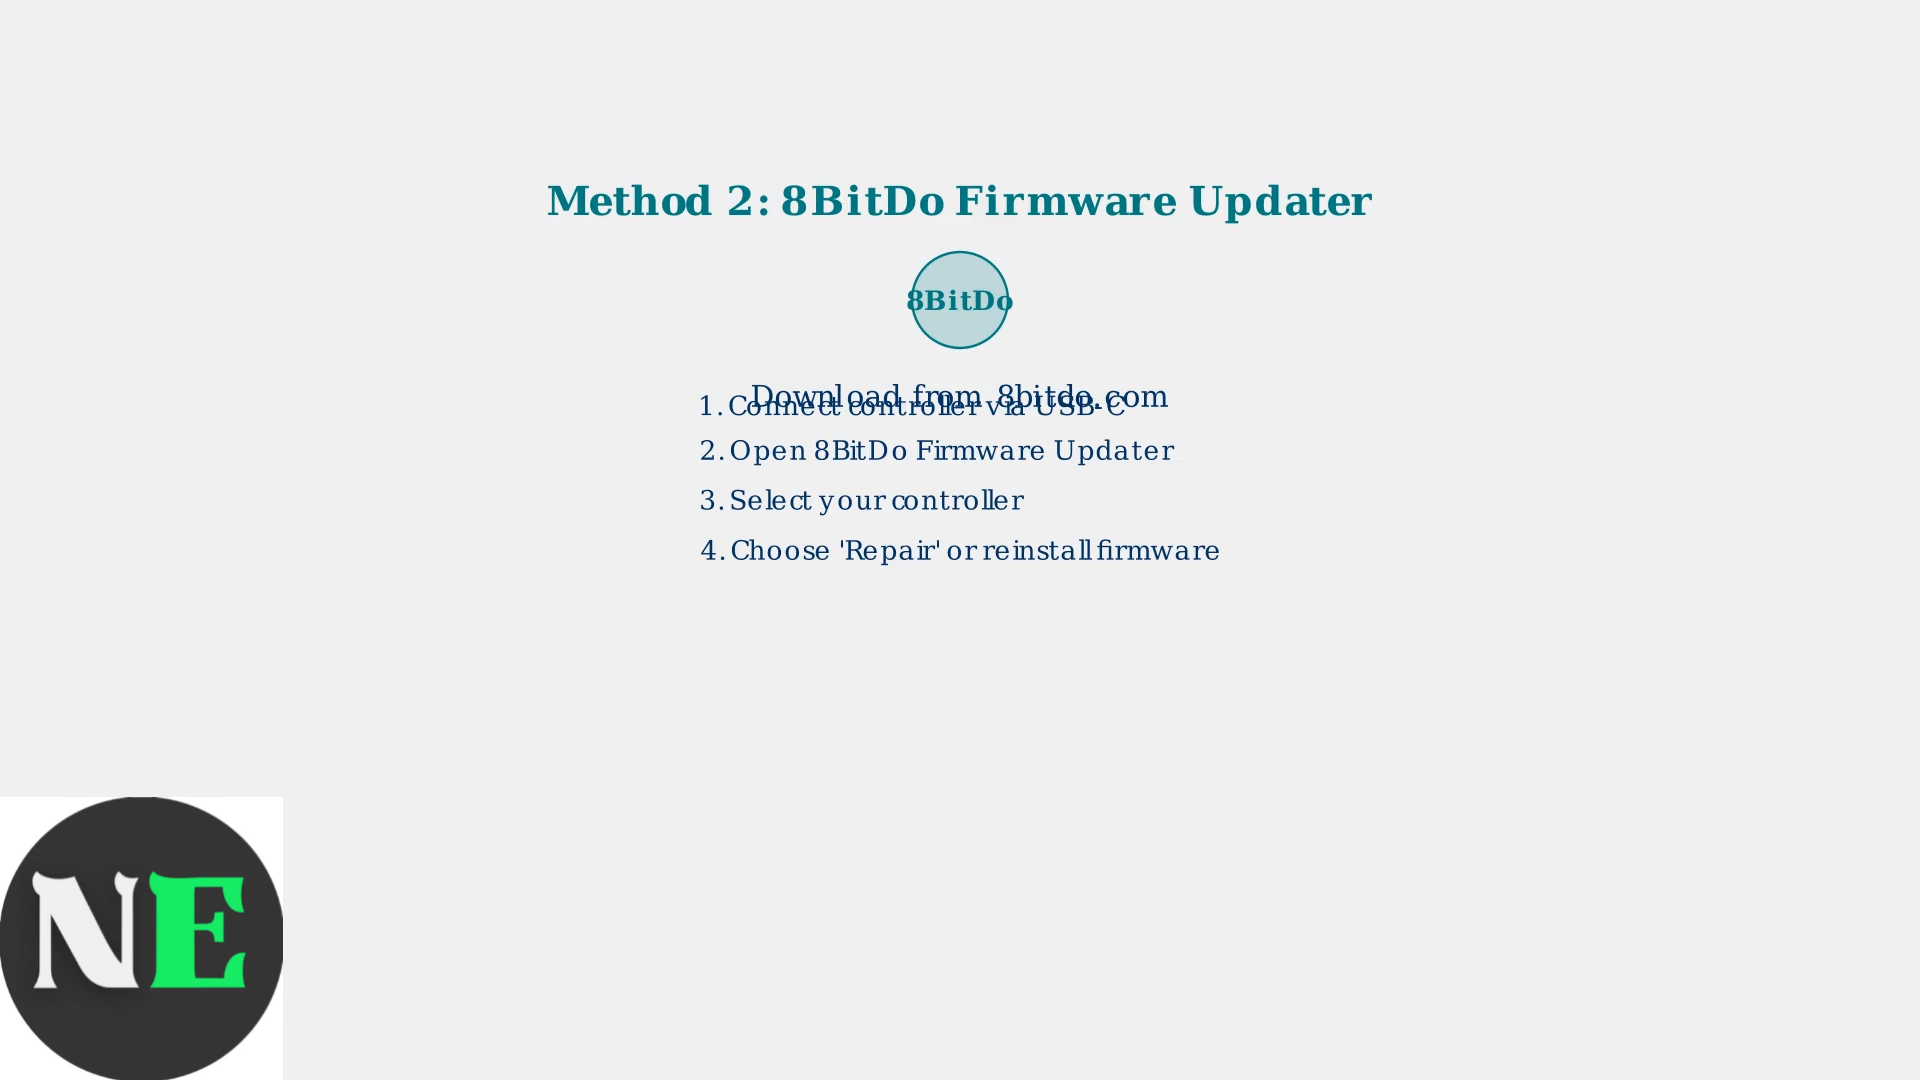 Method 2: 8BitDo Firmware Updater
8BitDo
Download from 8bitdo.com
1. Connect controller via USB-C
2. Open 8BitDo Firmware Updater
3. Select your controller
4. Choose 'Repair' or reinstall firmware
NE